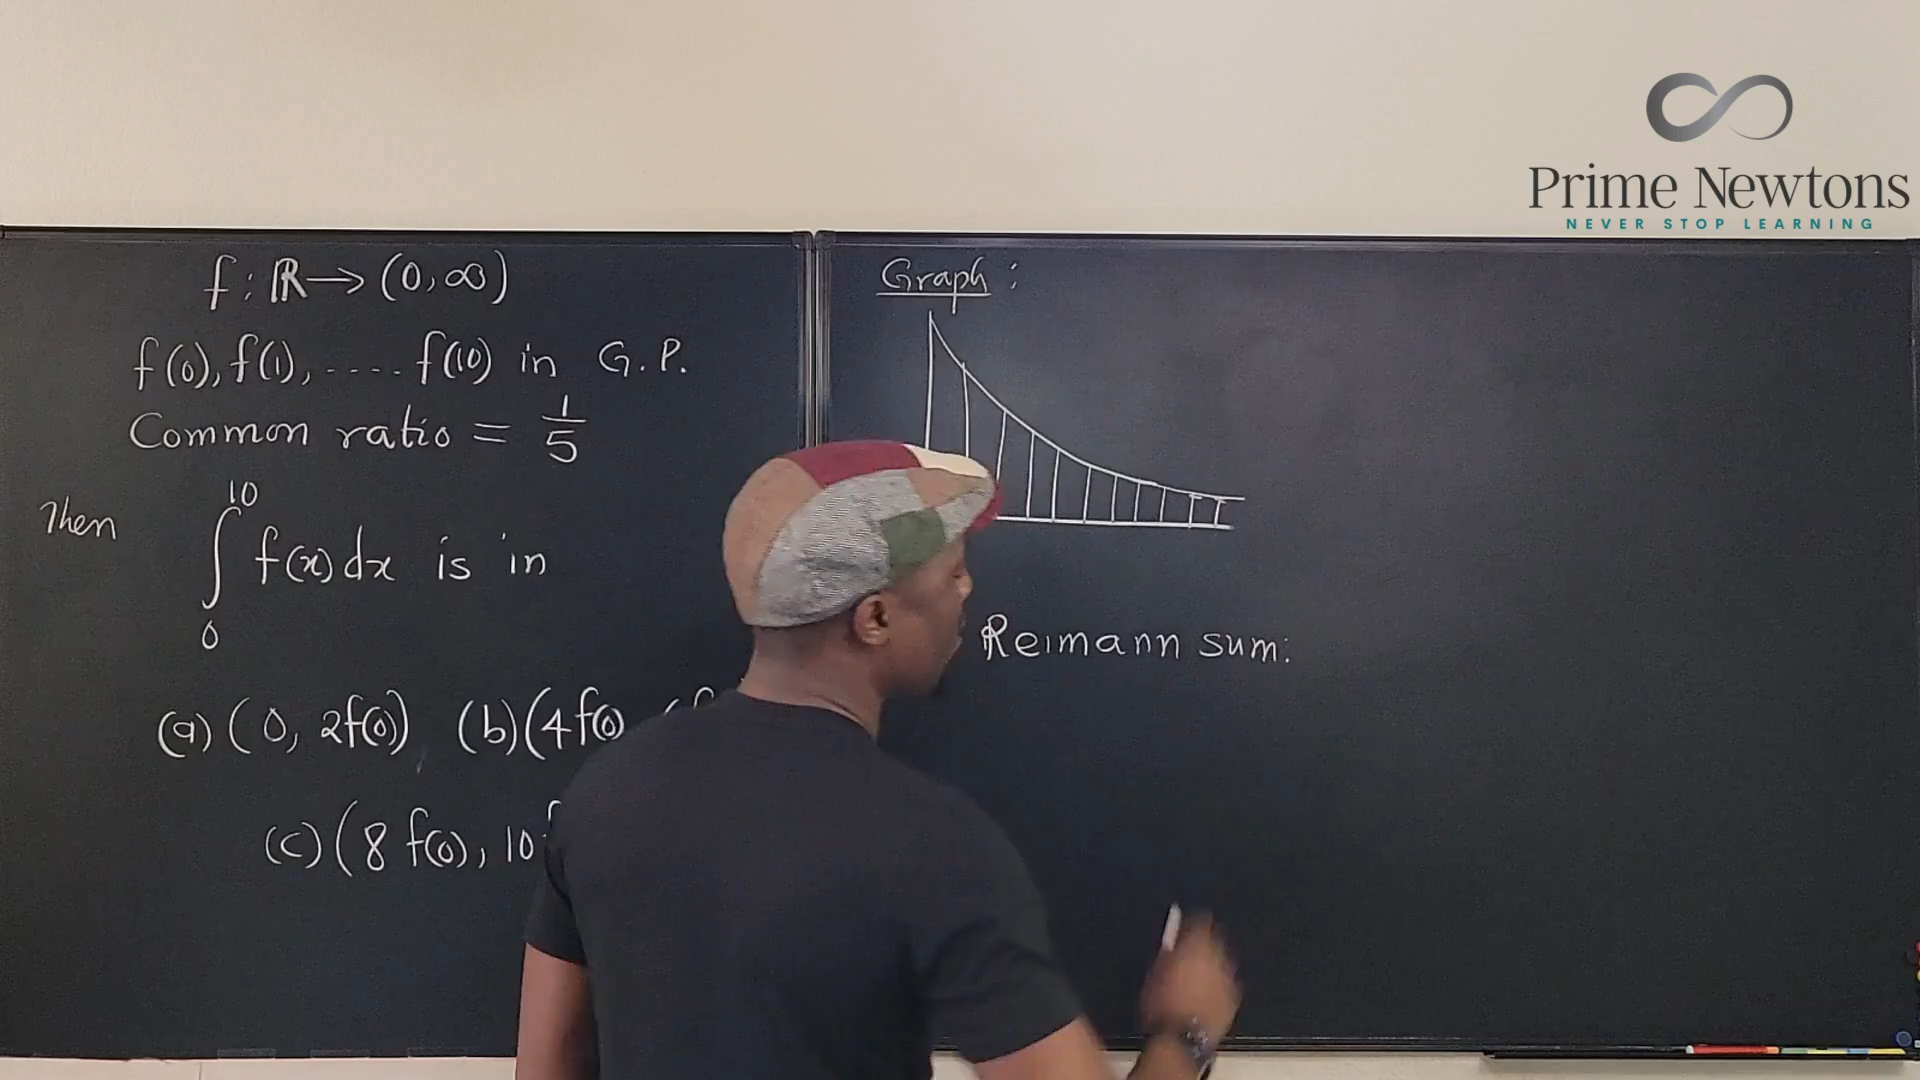 Prime Newtons
NEVER STOP LEARNING
f : ℝ → (0, ∞)
f(0), f(1), .... f(10) in G.P.
Common ratio = 1/5
Then ∫₀¹⁰ f(x) dx is in
(a) (0, 2f(0)) (b) (4f(0)
(c) (8 f(0), 10
Graph :
Reimann sum: